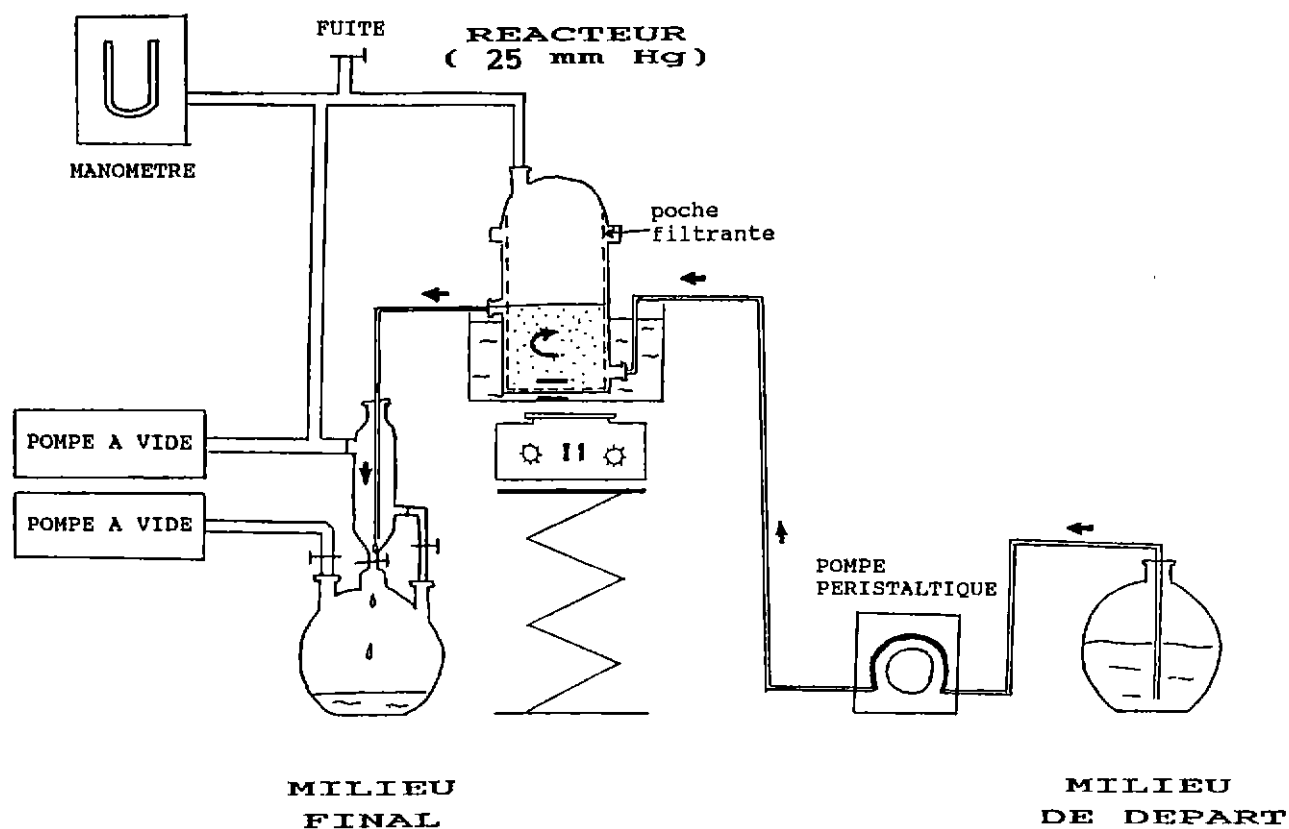 FUITE
REACTEUR
( 25 mm Hg)
MANOMETRE
poche
filtrante
POMPE A VIDE
POMPE A VIDE
POMPE
PERISTALTIQUE
MILIEU
FINAL
MILIEU
DE DEPART